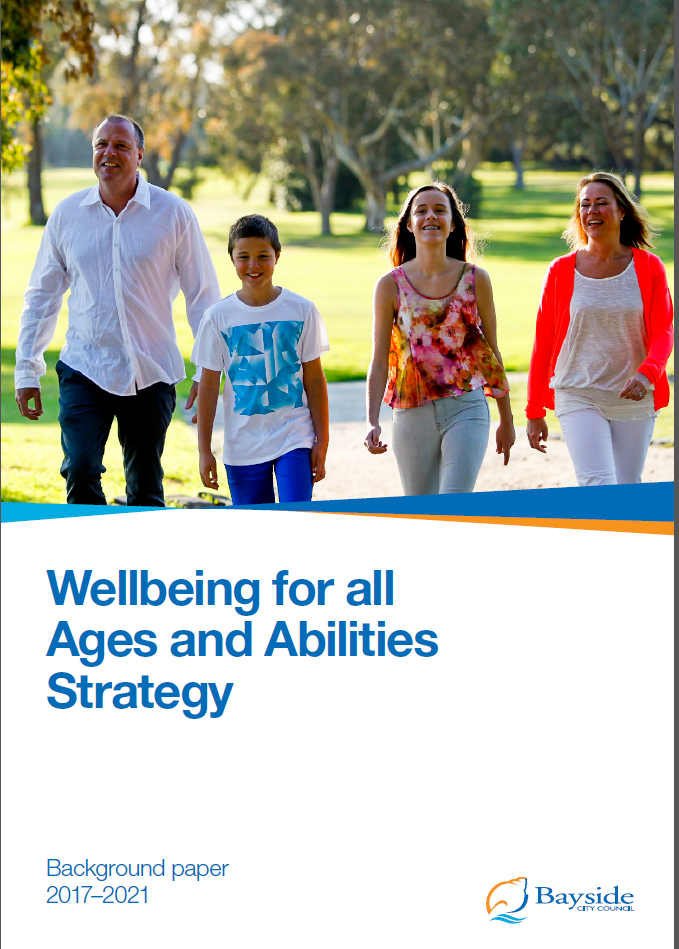 Wellbeing for all
Ages and Abilities
Strategy
Background paper
2017–2021
Bayside
CITY COUNCIL